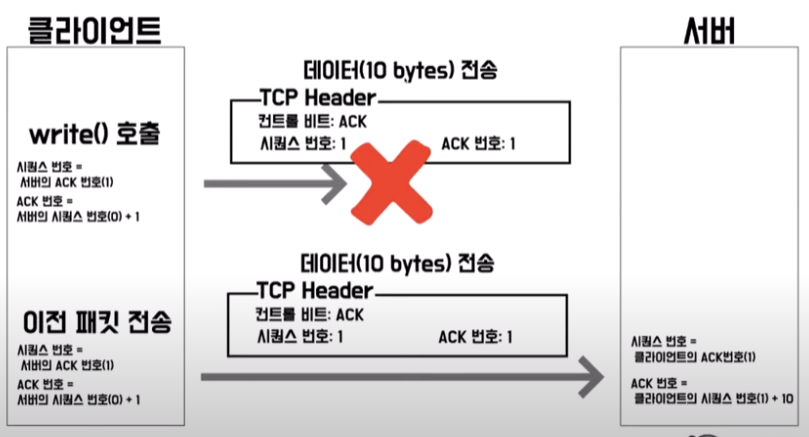 클라이언트
서버
데이터(10 bytes) 전송
TCP Header
컨트롤 비트: ACK
시퀀스 번호: 1 ACK 번호: 1
write() 호출
시퀀스 번호 =
서버의 ACK 번호(1)
ACK 번호 =
서버의 시퀀스 번호(0) + 1
데이터(10 bytes) 전송
TCP Header
컨트롤 비트: ACK
시퀀스 번호: 1 ACK 번호: 1
이전 패킷 전송
시퀀스 번호 =
서버의 ACK 번호(1)
ACK 번호 =
서버의 시퀀스 번호(0) + 1
시퀀스 번호 =
클라이언트의 ACK번호(1)
ACK 번호 =
클라이언트의 시퀀스 번호(1) + 10